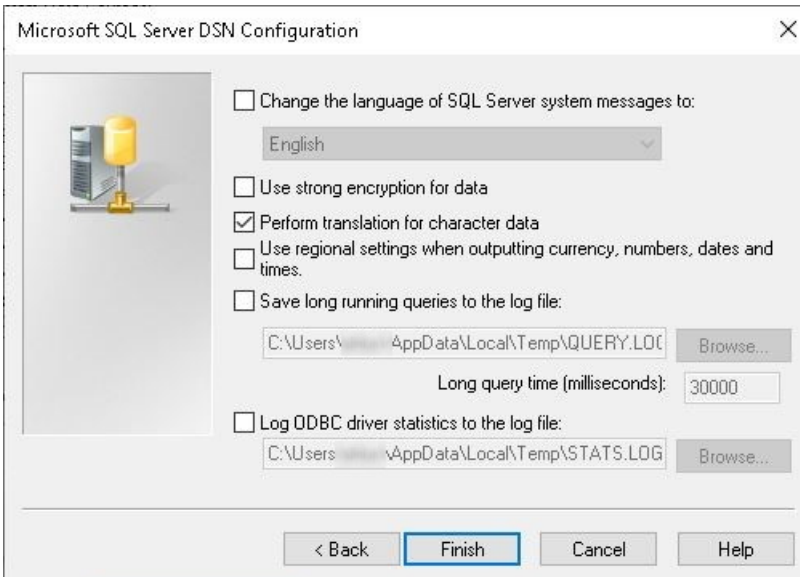 Microsoft SQL Server DSN Configuration
Change the language of SQL Server system messages to:
English
Use strong encryption for data
Perform translation for character data
Use regional settings when outputting currency, numbers, dates and
times.
Save long running queries to the log file:
C:\Users\ AppData\Local\Temp\QUERY.LOG
Browse...
Long query time (milliseconds):
30000
Log ODBC driver statistics to the log file:
C:\Users \AppData\Local\Temp\STATS.LOG
Browse...
< Back
Finish
Cancel
Help